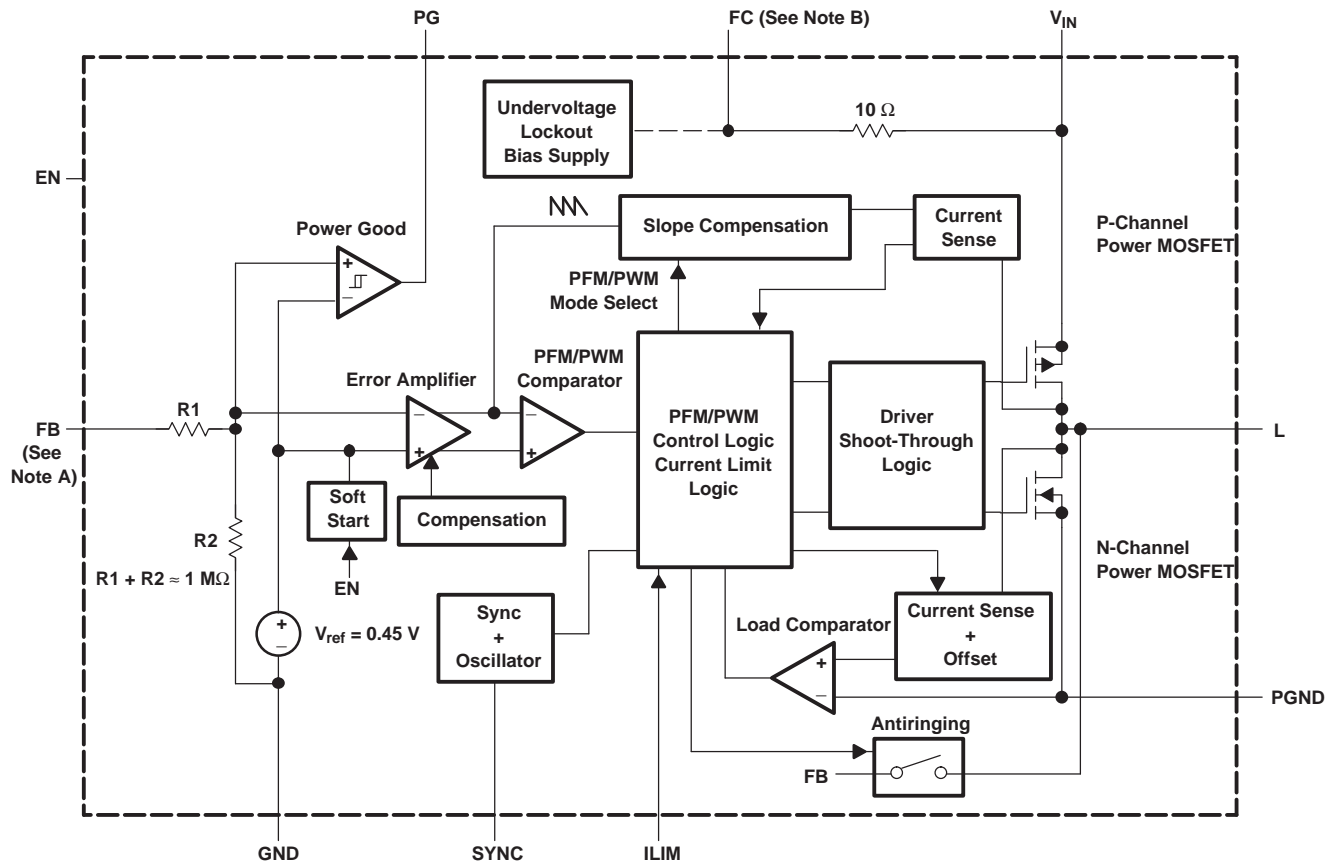 PG
FC (See Note B)
VIN
Undervoltage
Lockout
Bias Supply
10 Ω
EN
Power Good
+
−
Slope Compensation
Current
Sense
P-Channel
Power MOSFET
PFM/PWM
Mode Select
PFM/PWM
Comparator
Error Amplifier
R1
FB
(See
Note A)
−
+
−
+
PFM/PWM
Control Logic
Current Limit
Logic
Driver
Shoot-Through
Logic
L
Soft
Start
Compensation
R2
R1 + R2 ≈ 1 MΩ
EN
N-Channel
Power MOSFET
+
−
Vref = 0.45 V
Sync
+
Oscillator
Load Comparator
+
−
Current Sense
+
Offset
PGND
Antiringing
FB
GND
SYNC
ILIM